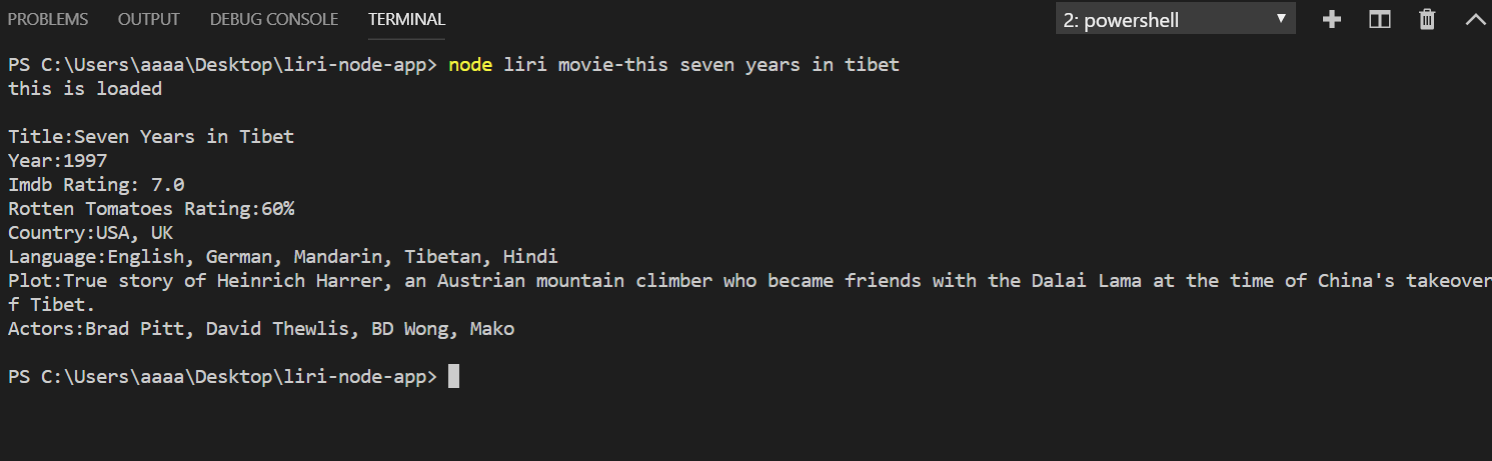 PROBLEMS OUTPUT DEBUG CONSOLE TERMINAL 2: powershell
PS C:\Users\aaaa\Desktop\liri-node-app> node liri movie-this seven years in tibet
this is loaded
Title:Seven Years in Tibet
Year:1997
Imdb Rating: 7.0
Rotten Tomatoes Rating:60%
Country:USA, UK
Language:English, German, Mandarin, Tibetan, Hindi
Plot:True story of Heinrich Harrer, an Austrian mountain climber who became friends with the Dalai Lama at the time of China's takeover
f Tibet.
Actors:Brad Pitt, David Thewlis, BD Wong, Mako
PS C:\Users\aaaa\Desktop\liri-node-app>